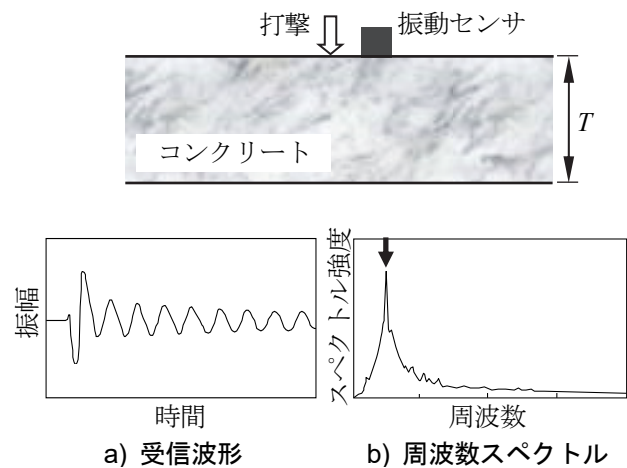 打撃
振動センサ
T
コンクリート
振幅
時間
a) 受信波形
スペクトル強度
周波数
b) 周波数スペクトル